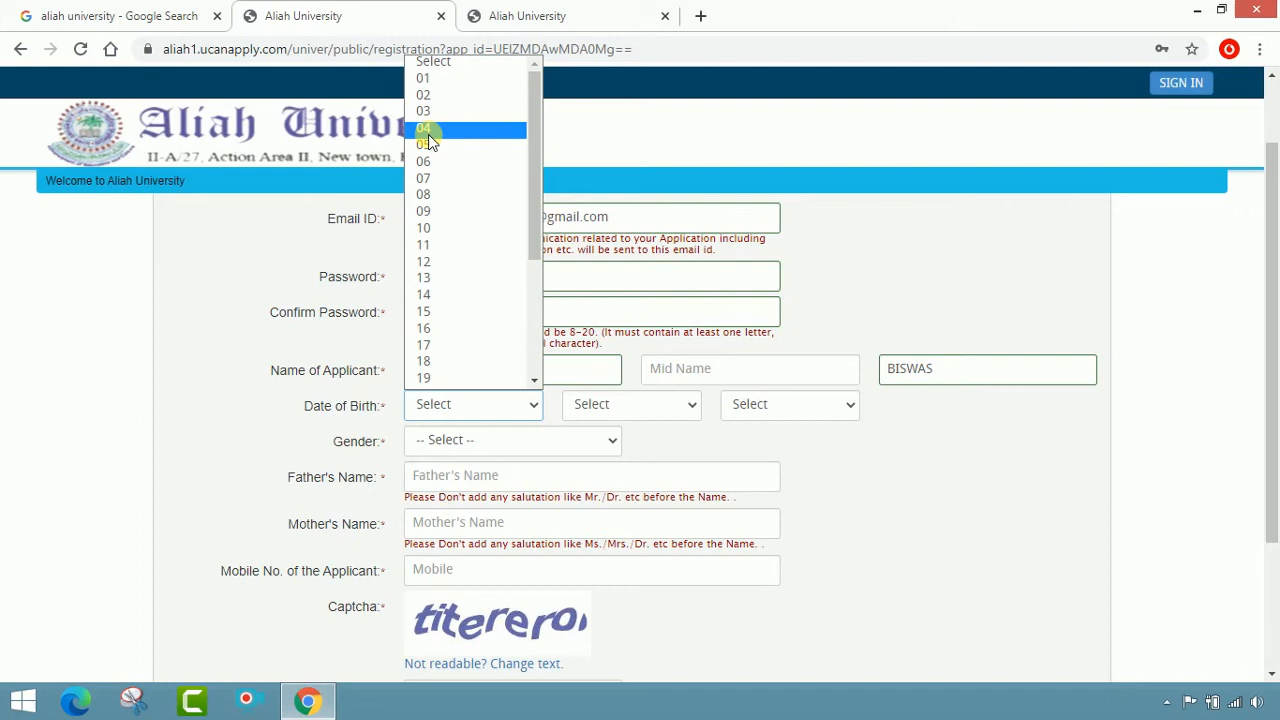 aliah university - Google Search
Aliah University
Aliah University
aliah1.ucanapply.com/univer/public/registration?app_id=UElZMDAwMDA0Mg==
SIGN IN
Aliah Unive
II-A/27, Action Area II, New town,
Welcome to Aliah University
Select
01
02
03
04
05
06
07
08
09
10
11
12
13
14
15
16
17
18
19
Email ID:*
@gmail.com
nication related to your Application including
ion etc. will be sent to this email id.
Password:*
Confirm Password:*
d be 8-20. (It must contain at least one letter,
l character).
Name of Applicant:*
Mid Name
BISWAS
Date of Birth:*
Select
Select
Select
Gender:*
-- Select --
Father's Name: *
Father's Name
Please Don't add any salutation like Mr./Dr. etc before the Name. .
Mother's Name:*
Mother's Name
Please Don't add any salutation like Ms./Mrs./Dr. etc before the Name. .
Mobile No. of the Applicant:*
Mobile
Captcha:*
Not readable? Change text.